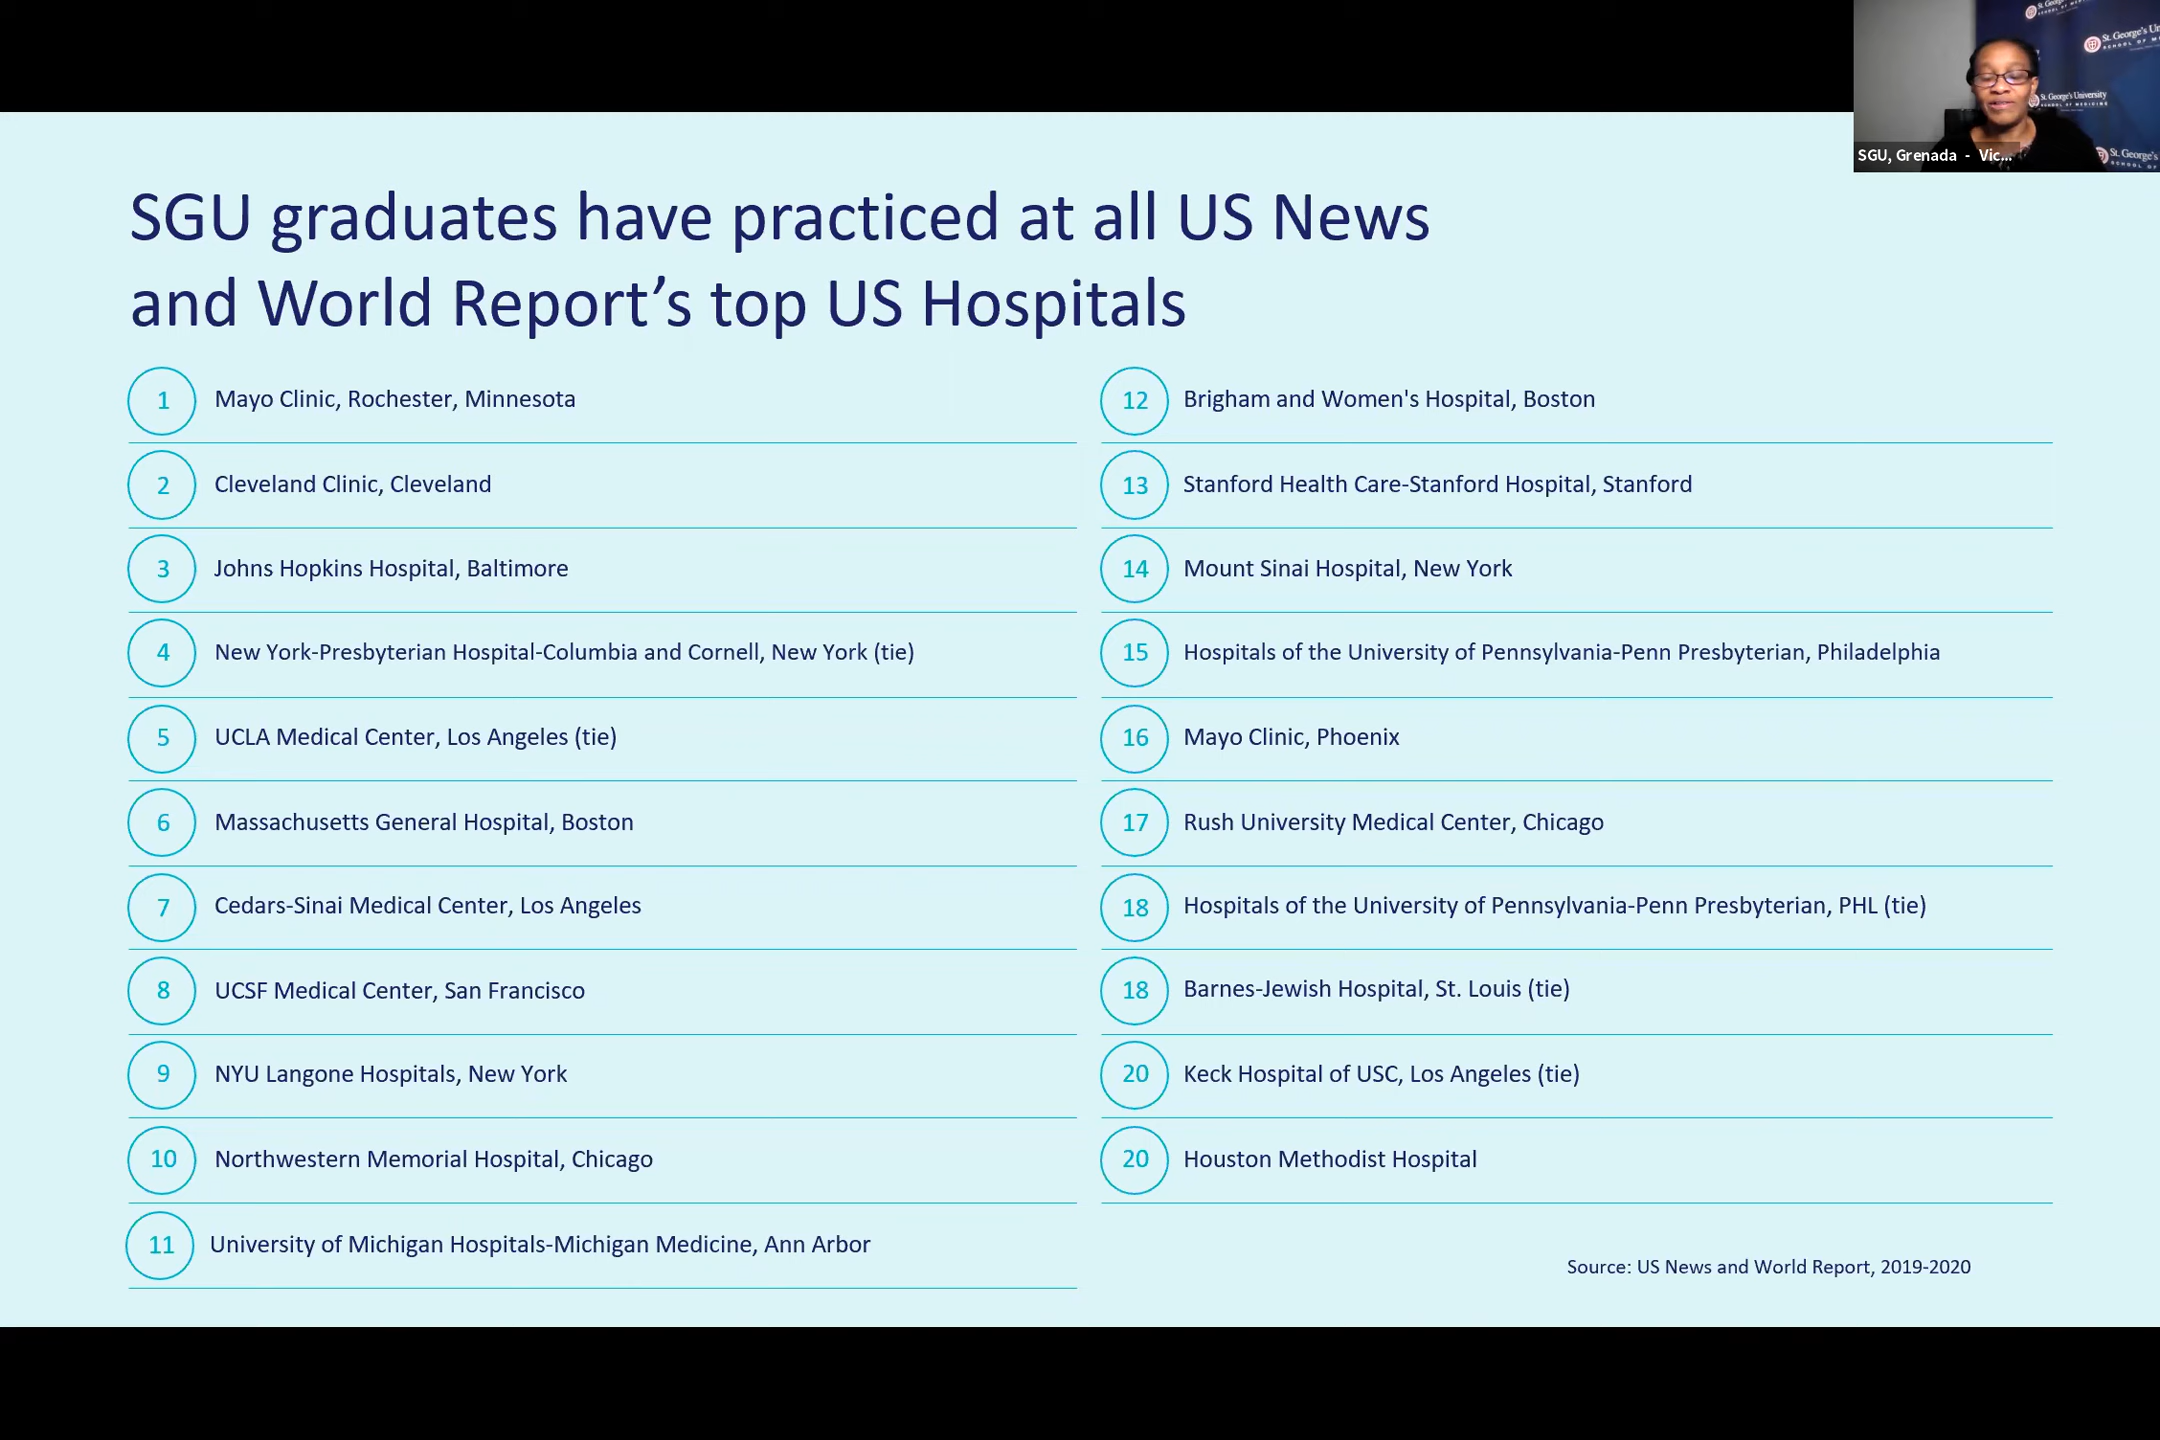 SGU graduates have practiced at all US News
and World Report’s top US Hospitals
1 Mayo Clinic, Rochester, Minnesota
2 Cleveland Clinic, Cleveland
3 Johns Hopkins Hospital, Baltimore
4 New York-Presbyterian Hospital-Columbia and Cornell, New York (tie)
5 UCLA Medical Center, Los Angeles (tie)
6 Massachusetts General Hospital, Boston
7 Cedars-Sinai Medical Center, Los Angeles
8 UCSF Medical Center, San Francisco
9 NYU Langone Hospitals, New York
10 Northwestern Memorial Hospital, Chicago
11 University of Michigan Hospitals-Michigan Medicine, Ann Arbor
12 Brigham and Women's Hospital, Boston
13 Stanford Health Care-Stanford Hospital, Stanford
14 Mount Sinai Hospital, New York
15 Hospitals of the University of Pennsylvania-Penn Presbyterian, Philadelphia
16 Mayo Clinic, Phoenix
17 Rush University Medical Center, Chicago
18 Hospitals of the University of Pennsylvania-Penn Presbyterian, PHL (tie)
18 Barnes-Jewish Hospital, St. Louis (tie)
20 Keck Hospital of USC, Los Angeles (tie)
20 Houston Methodist Hospital
Source: US News and World Report, 2019-2020
St. George's University
SCHOOL OF MEDICINE
St. George's
SGU, Grenada - Vic...